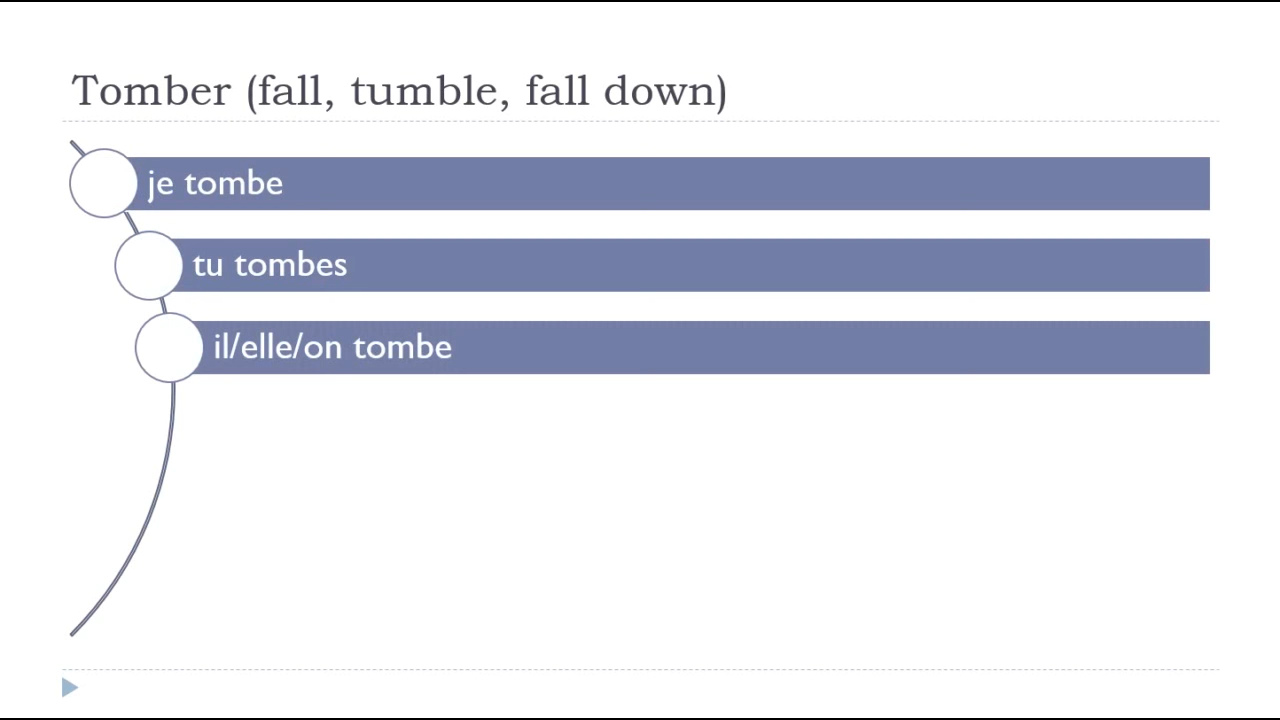 Tomber (fall, tumble, fall down)
je tombe
tu tombes
il/elle/on tombe